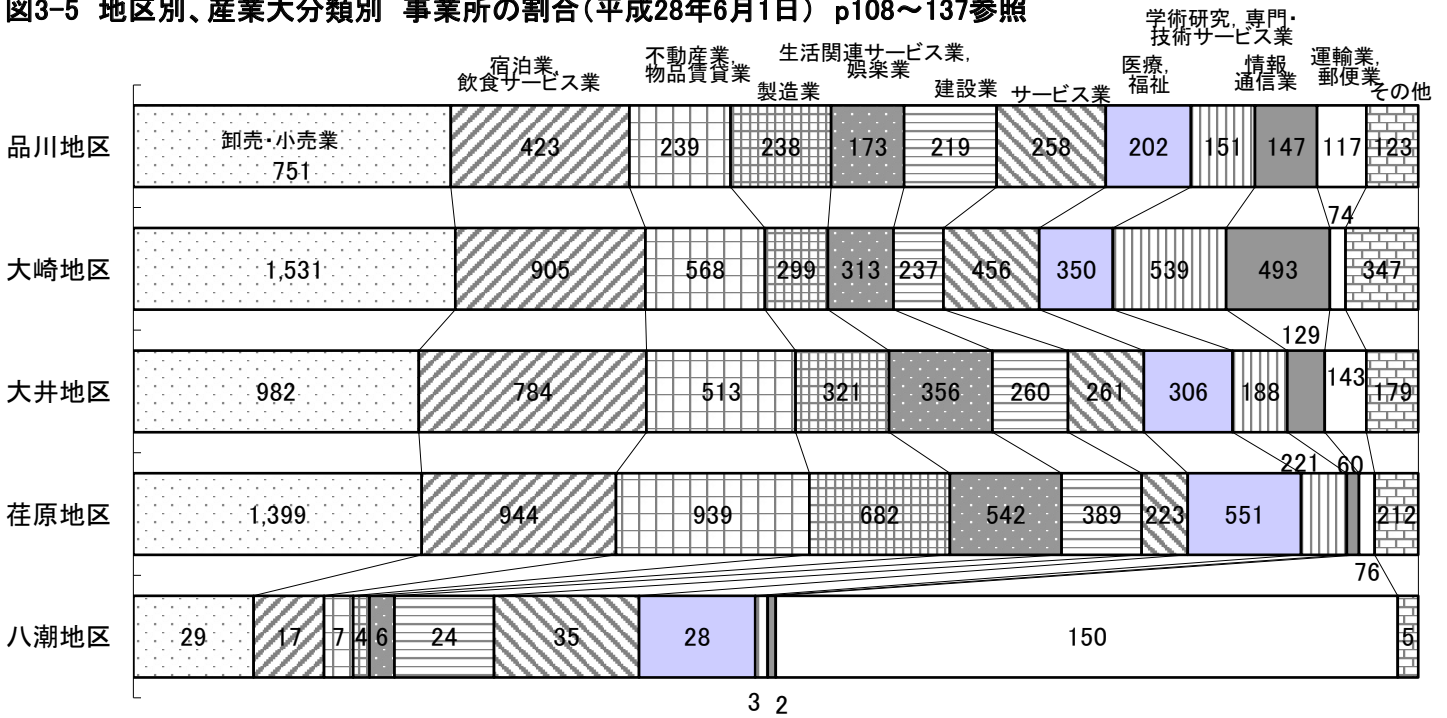 図3-5 地区別、産業大分類別 事業所の割合(平成28年6月1日) p108～137参照
宿泊業,
飲食サービス業
不動産業,
物品賃貸業
製造業
生活関連サービス業,
娯楽業
建設業
サービス業
医療,
福祉
学術研究,専門・
技術サービス業
情報
通信業
運輸業,
郵便業
その他
品川地区
卸売・小売業
751
423
239
238
173
219
258
202
151
147
117
123
大崎地区
1,531
905
568
299
313
237
456
350
539
493
74
347
大井地区
982
784
513
321
356
260
261
306
188
129
143
179
荏原地区
1,399
944
939
682
542
389
223
551
221
60
76
212
八潮地区
29
17
7
4
6
24
35
28
3
2
150
5